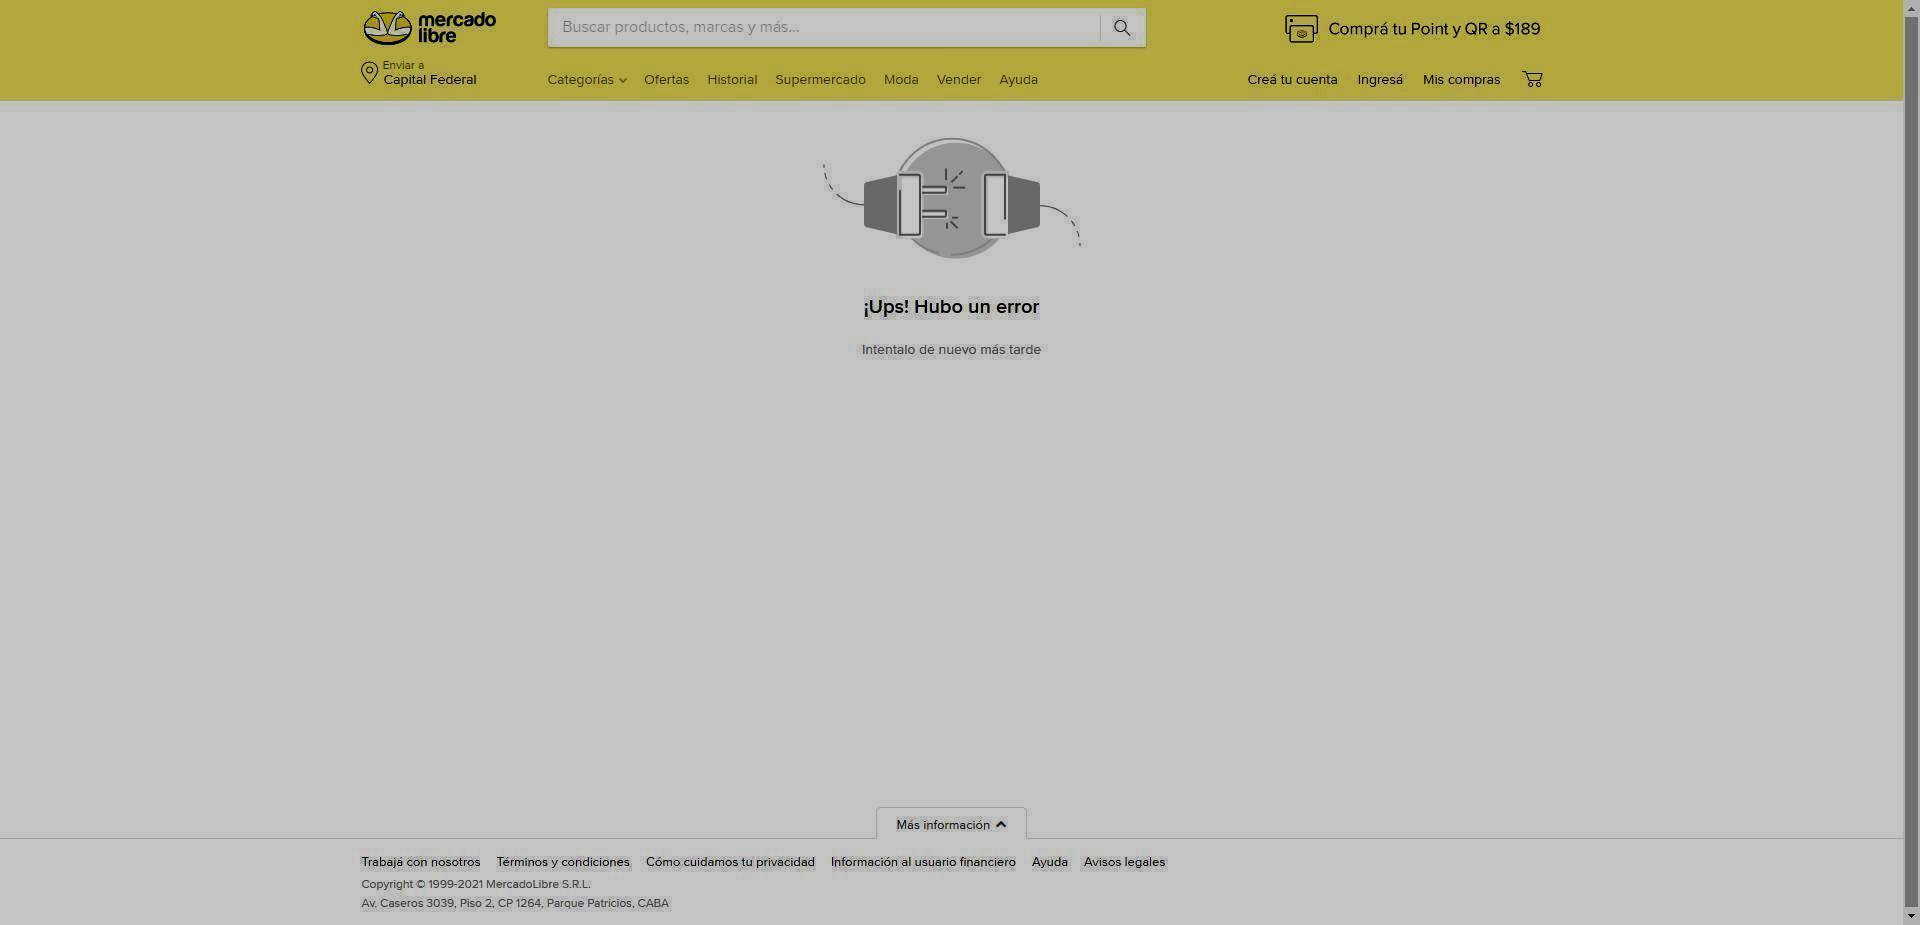 mercado
libre
Buscar productos, marcas y más...
Comprá tu Point y QR a $189
Enviar a
Capital Federal
Categorías Ofertas Historial Supermercado Moda Vender Ayuda
Creá tu cuenta Ingresá Mis compras
¡Ups! Hubo un error
Intentalo de nuevo más tarde
Más información
Trabajá con nosotros Términos y condiciones Cómo cuidamos tu privacidad Información al usuario financiero Ayuda Avisos legales
Copyright © 1999-2021 MercadoLibre S.R.L.
Av. Caseros 3039, Piso 2, CP 1264, Parque Patricios, CABA